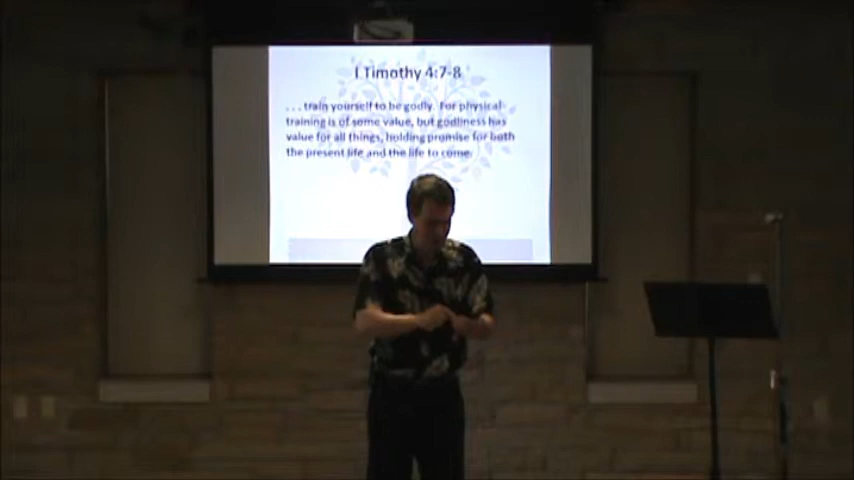 I Timothy 4:7-8
. . . train yourself to be godly. For physical
training is of some value, but godliness has
value for all things, holding promise for both
the present life and the life to come.